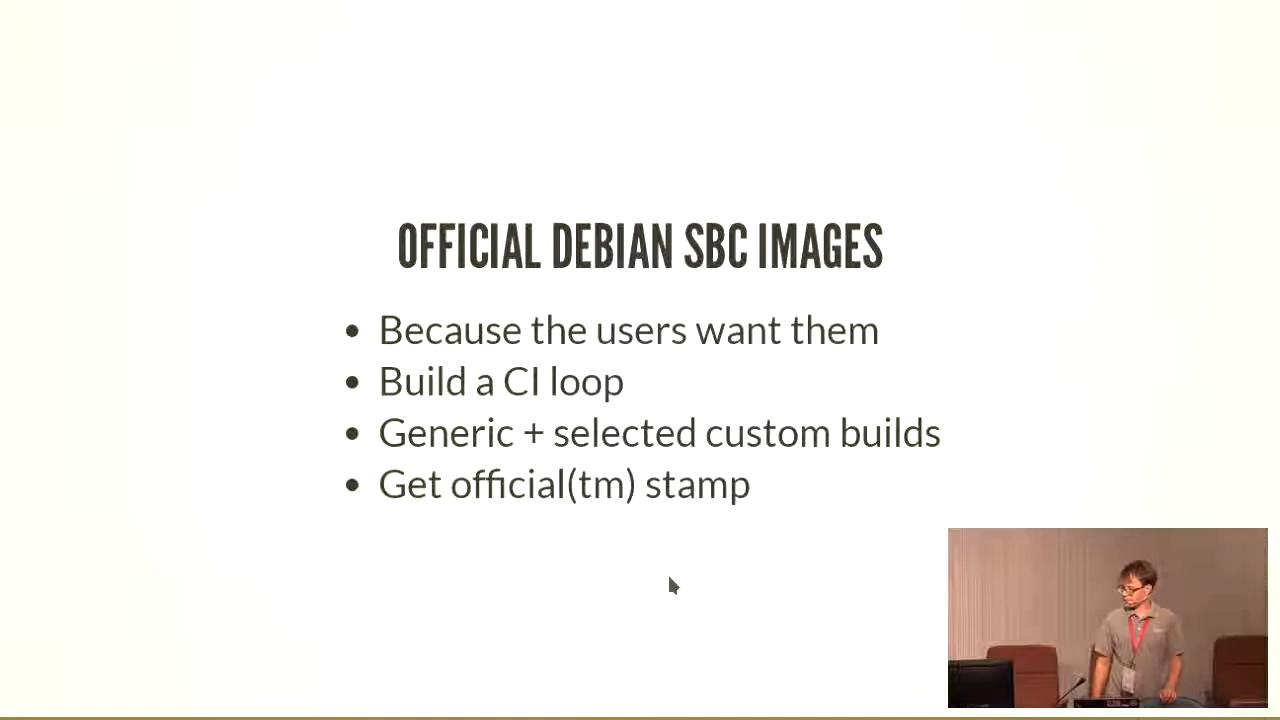 OFFICIAL DEBIAN SBC IMAGES
• Because the users want them
• Build a CI loop
• Generic + selected custom builds
• Get official(tm) stamp